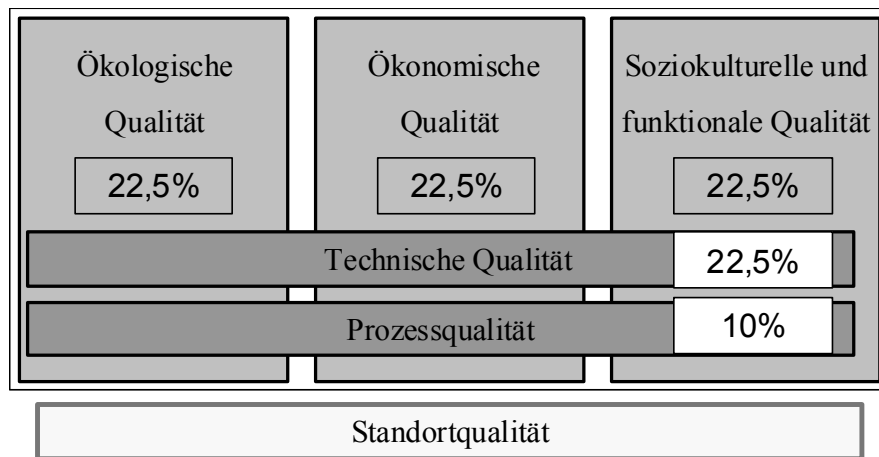 Ökologische
Qualität
22,5%
Ökonomische
Qualität
22,5%
Soziokulturelle und
funktionale Qualität
22,5%
Technische Qualität
22,5%
Prozessqualität
10%
Standortqualität